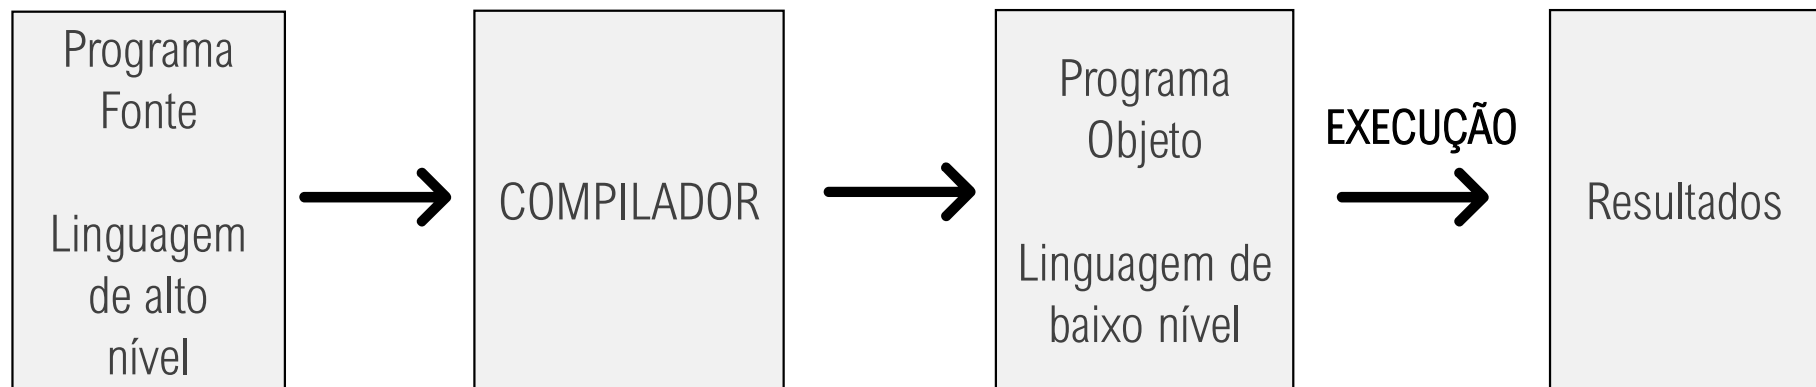 Programa
Fonte
Linguagem
de alto
nível
COMPILADOR
Programa
Objeto
Linguagem de
baixo nível
EXECUÇÃO
Resultados